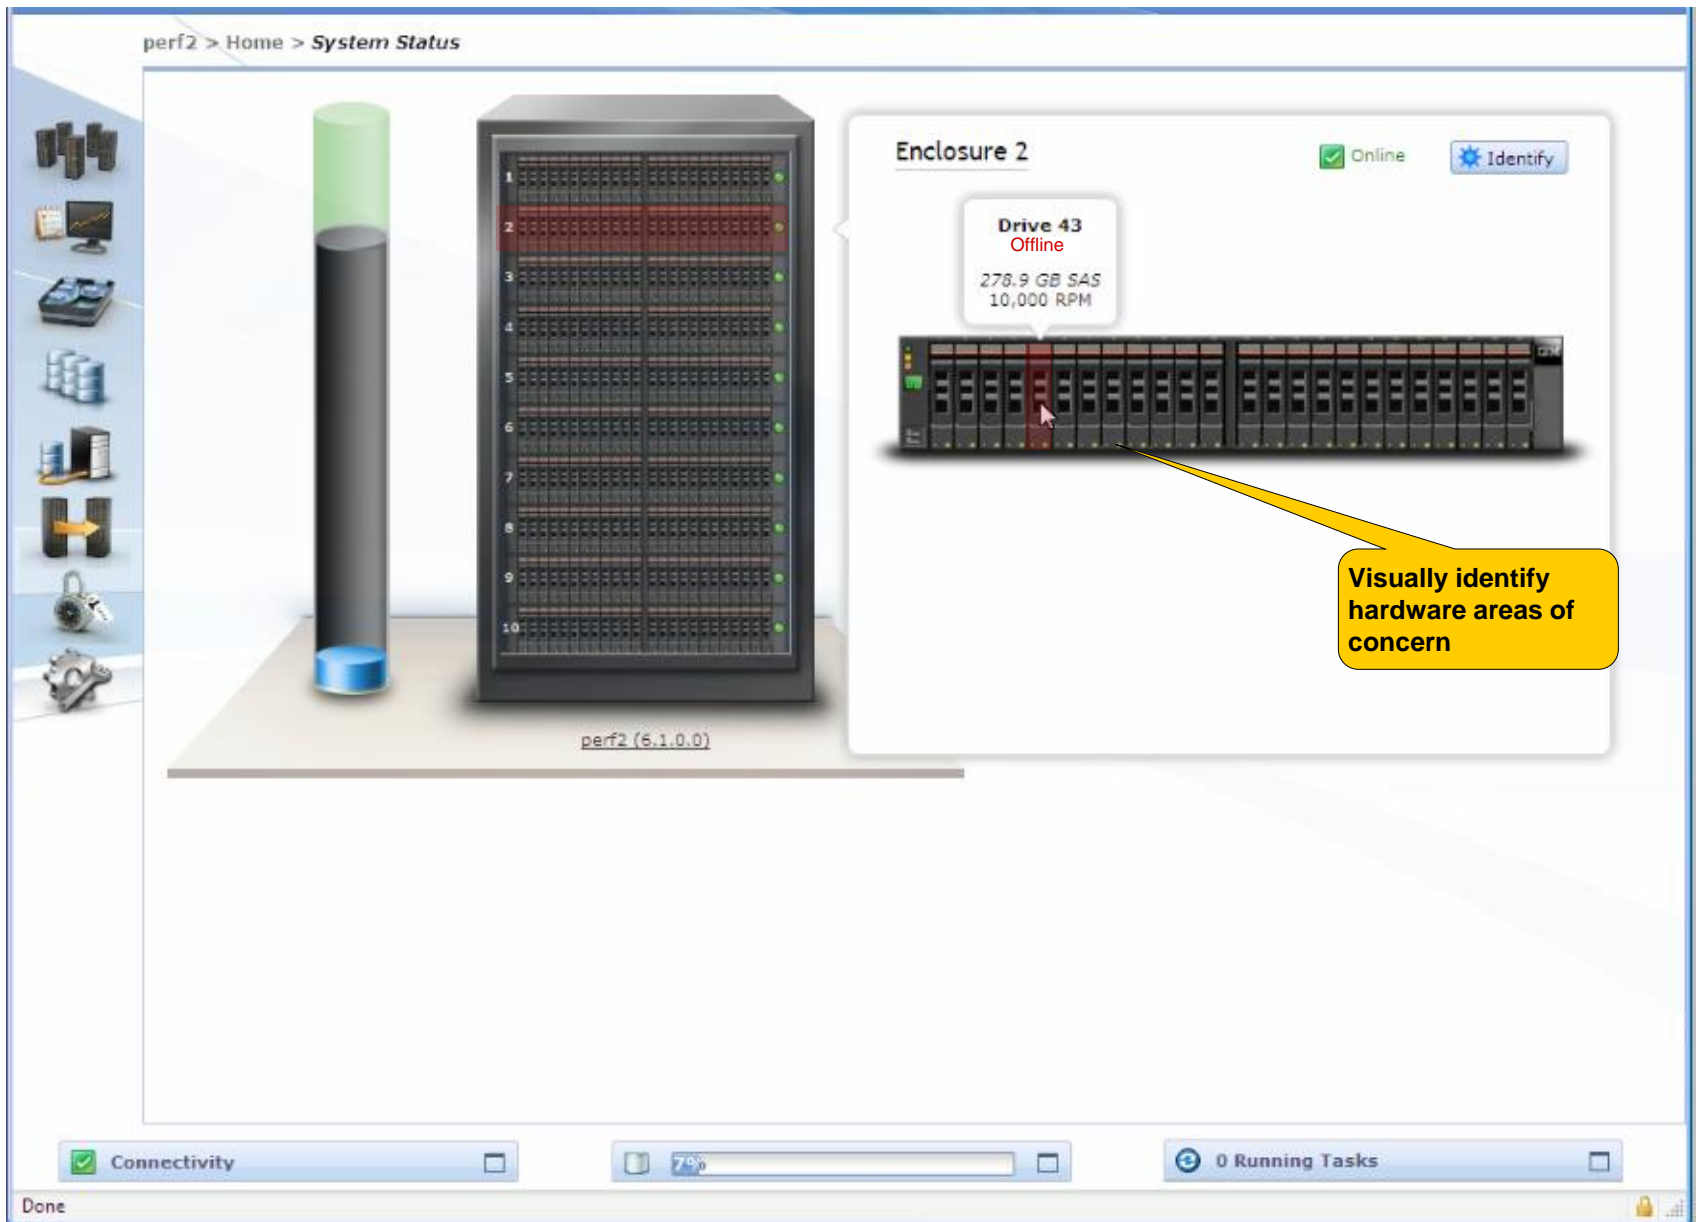 perf2 > Home > System Status
1
2
3
4
5
6
7
8
9
10
perf2 (6.1.0.0)
Enclosure 2
Online
Identify
Drive 43
Offline
278.9 GB SAS
10,000 RPM
IBM
Visually identify
hardware areas of
concern
Connectivity
7%
0 Running Tasks
Done